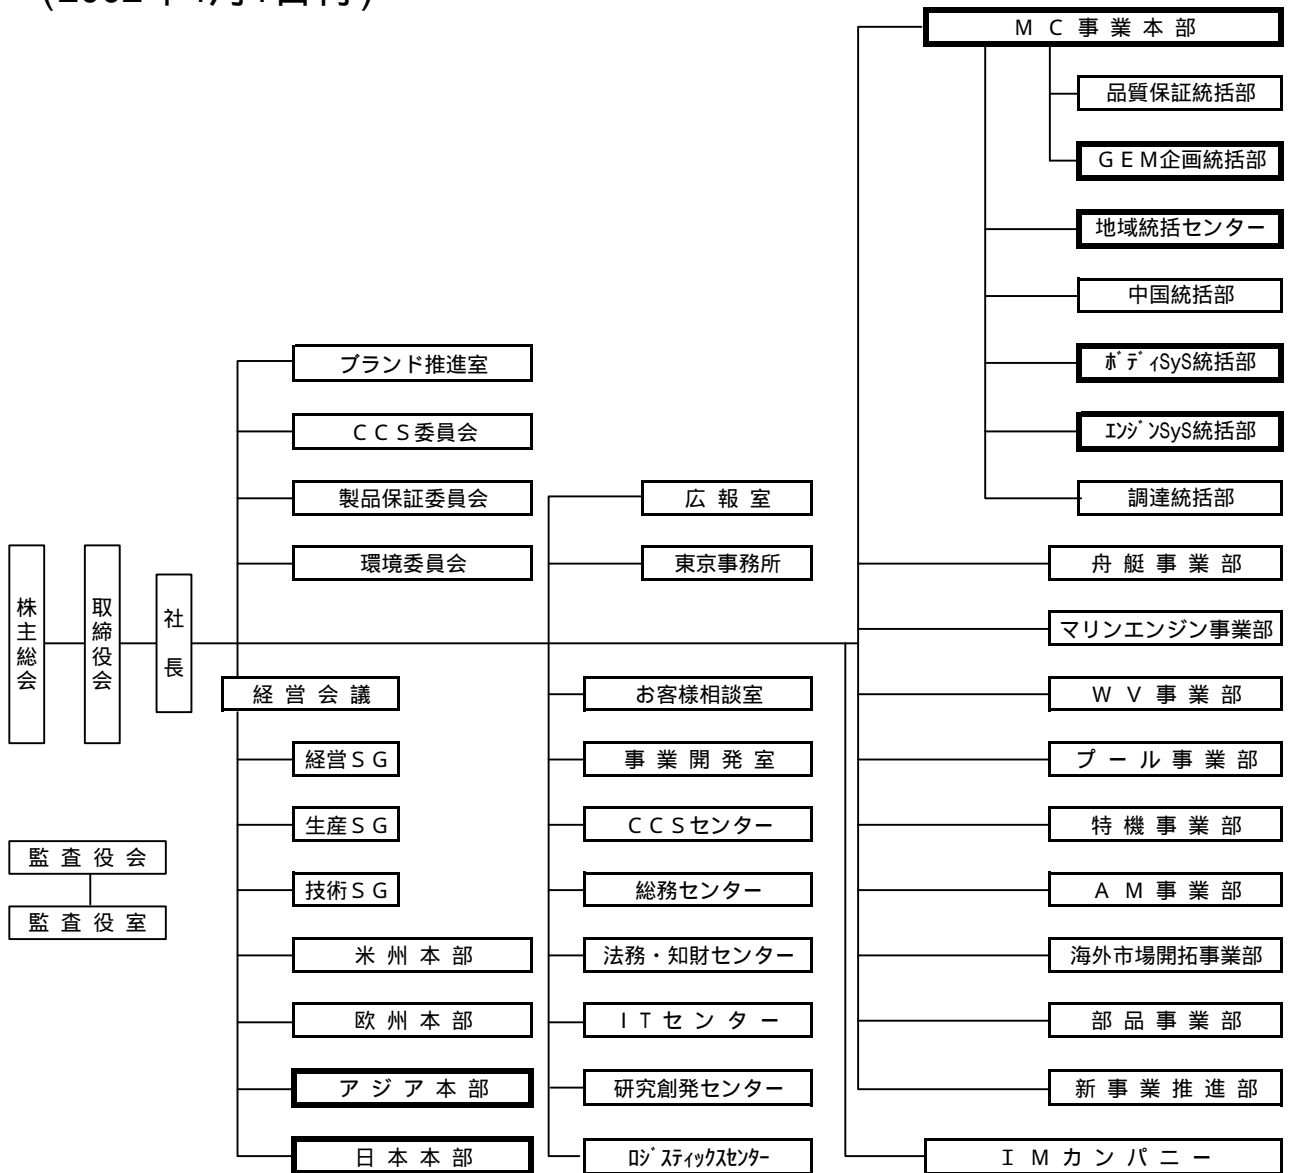 MC事業本部
品質保証統括部
GEM企画統括部
地域統括センター
中国統括部
ボディSyS統括部
エンジンSyS統括部
調達統括部
ブランド推進室
CCS委員会
製品保証委員会
環境委員会
広報室
東京事務所
舟艇事業部
マリンエンジン事業部
WV事業部
プール事業部
特機事業部
AM事業部
海外市場開拓事業部
部品事業部
新事業推進部
IMカンパニー
株主総会
取締役会
社長
経営会議
経営SG
生産SG
技術SG
米州本部
欧州本部
アジア本部
日本本部
お客様相談室
事業開発室
CCSセンター
総務センター
法務・知財センター
ITセンター
研究創発センター
ロジスティックスセンター
監査役会
監査役室